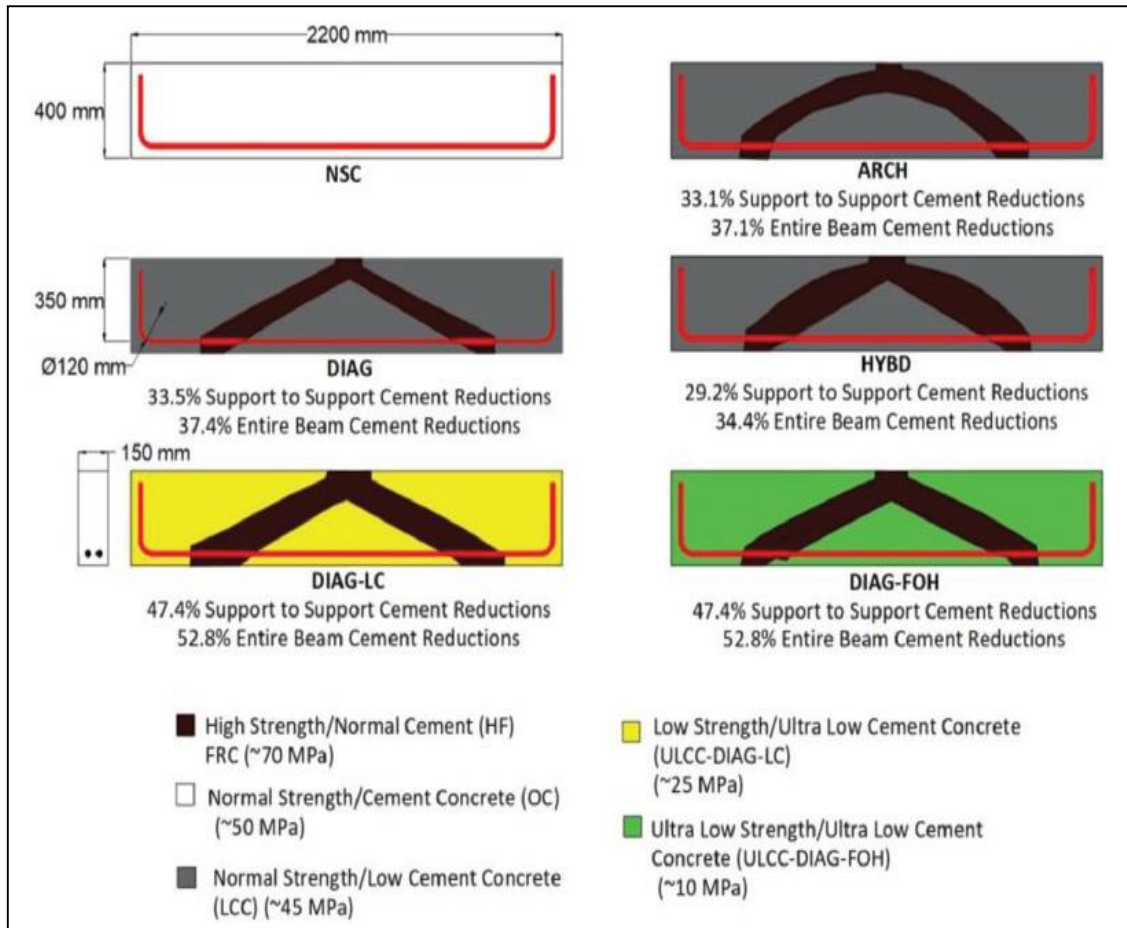 2200 mm
400 mm
NSC
ARCH
33.1% Support to Support Cement Reductions
37.1% Entire Beam Cement Reductions
350 mm
Ø120 mm
DIAG
33.5% Support to Support Cement Reductions
37.4% Entire Beam Cement Reductions
HYBD
29.2% Support to Support Cement Reductions
34.4% Entire Beam Cement Reductions
150 mm
DIAG-LC
47.4% Support to Support Cement Reductions
52.8% Entire Beam Cement Reductions
DIAG-FOH
47.4% Support to Support Cement Reductions
52.8% Entire Beam Cement Reductions
High Strength/Normal Cement (HF)
FRC (~70 MPa)
Normal Strength/Cement Concrete (OC)
(~50 MPa)
Normal Strength/Low Cement Concrete
(LCC) (~45 MPa)
Low Strength/Ultra Low Cement Concrete
(ULCC-DIAG-LC)
(~25 MPa)
Ultra Low Strength/Ultra Low Cement
Concrete (ULCC-DIAG-FOH)
(~10 MPa)